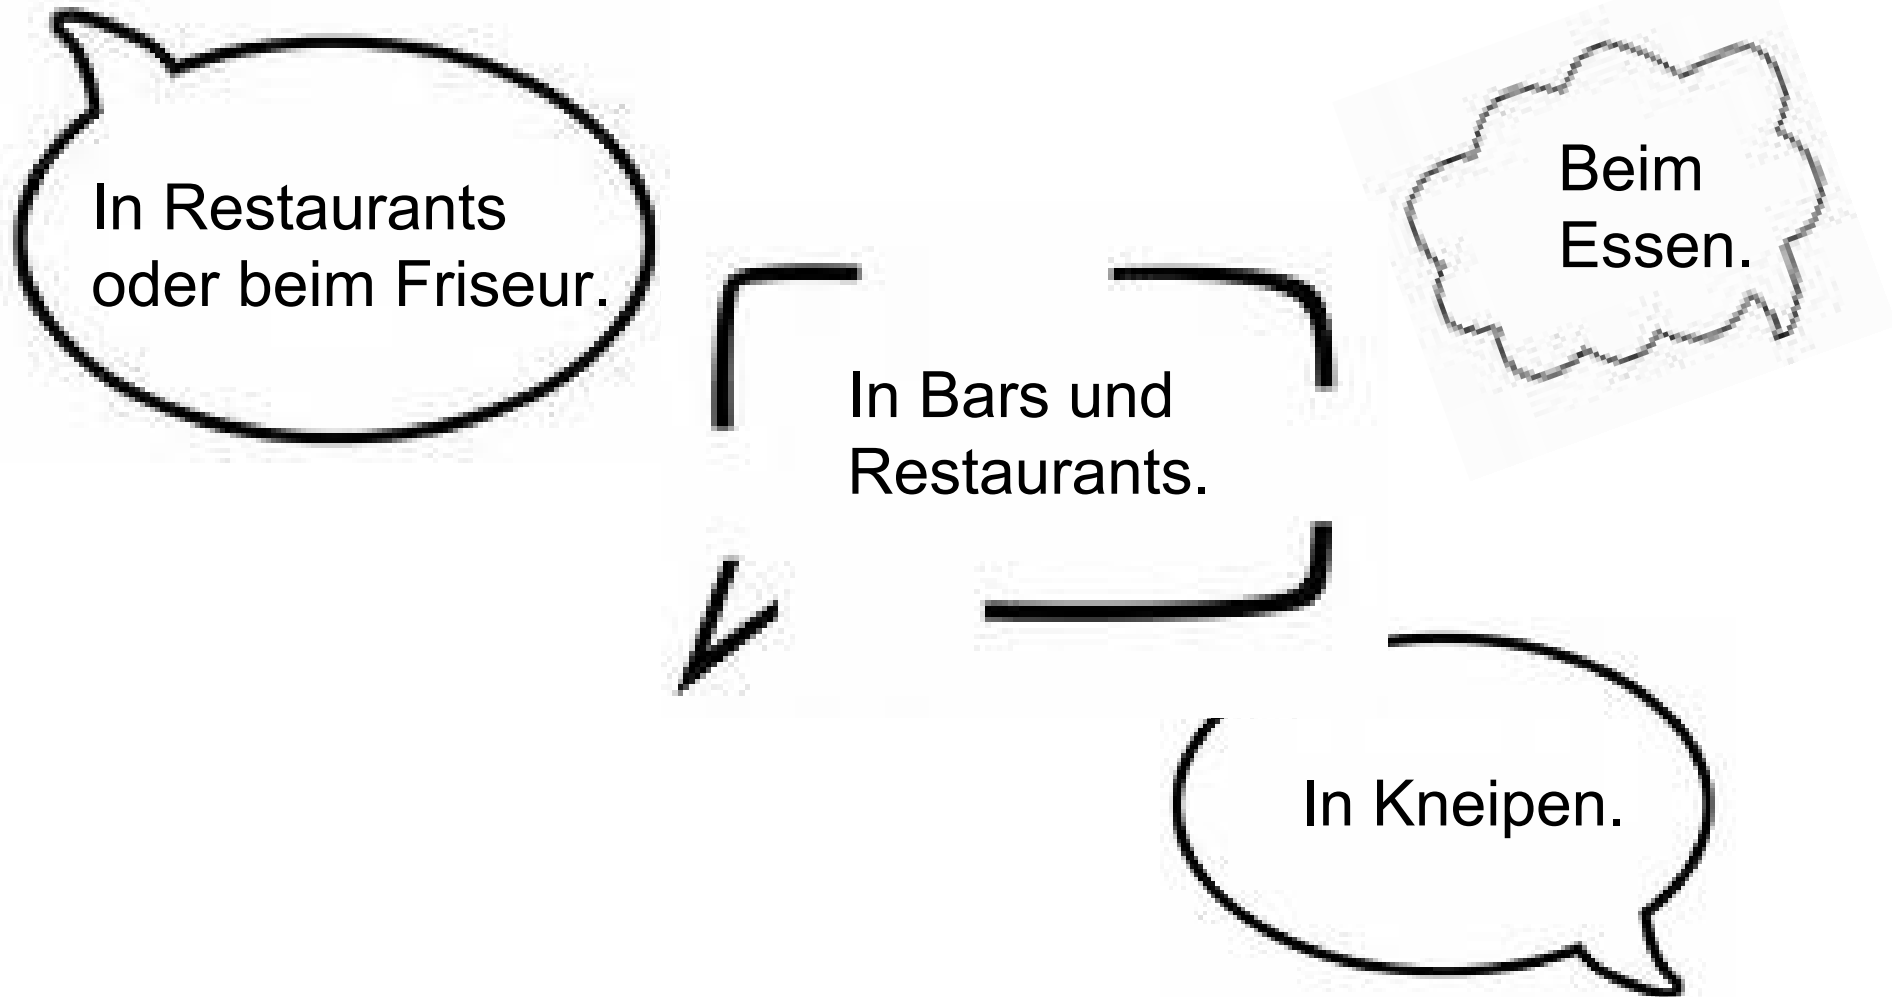 In Restaurants
oder beim Friseur.
Beim
Essen.
In Bars und
Restaurants.
In Kneipen.